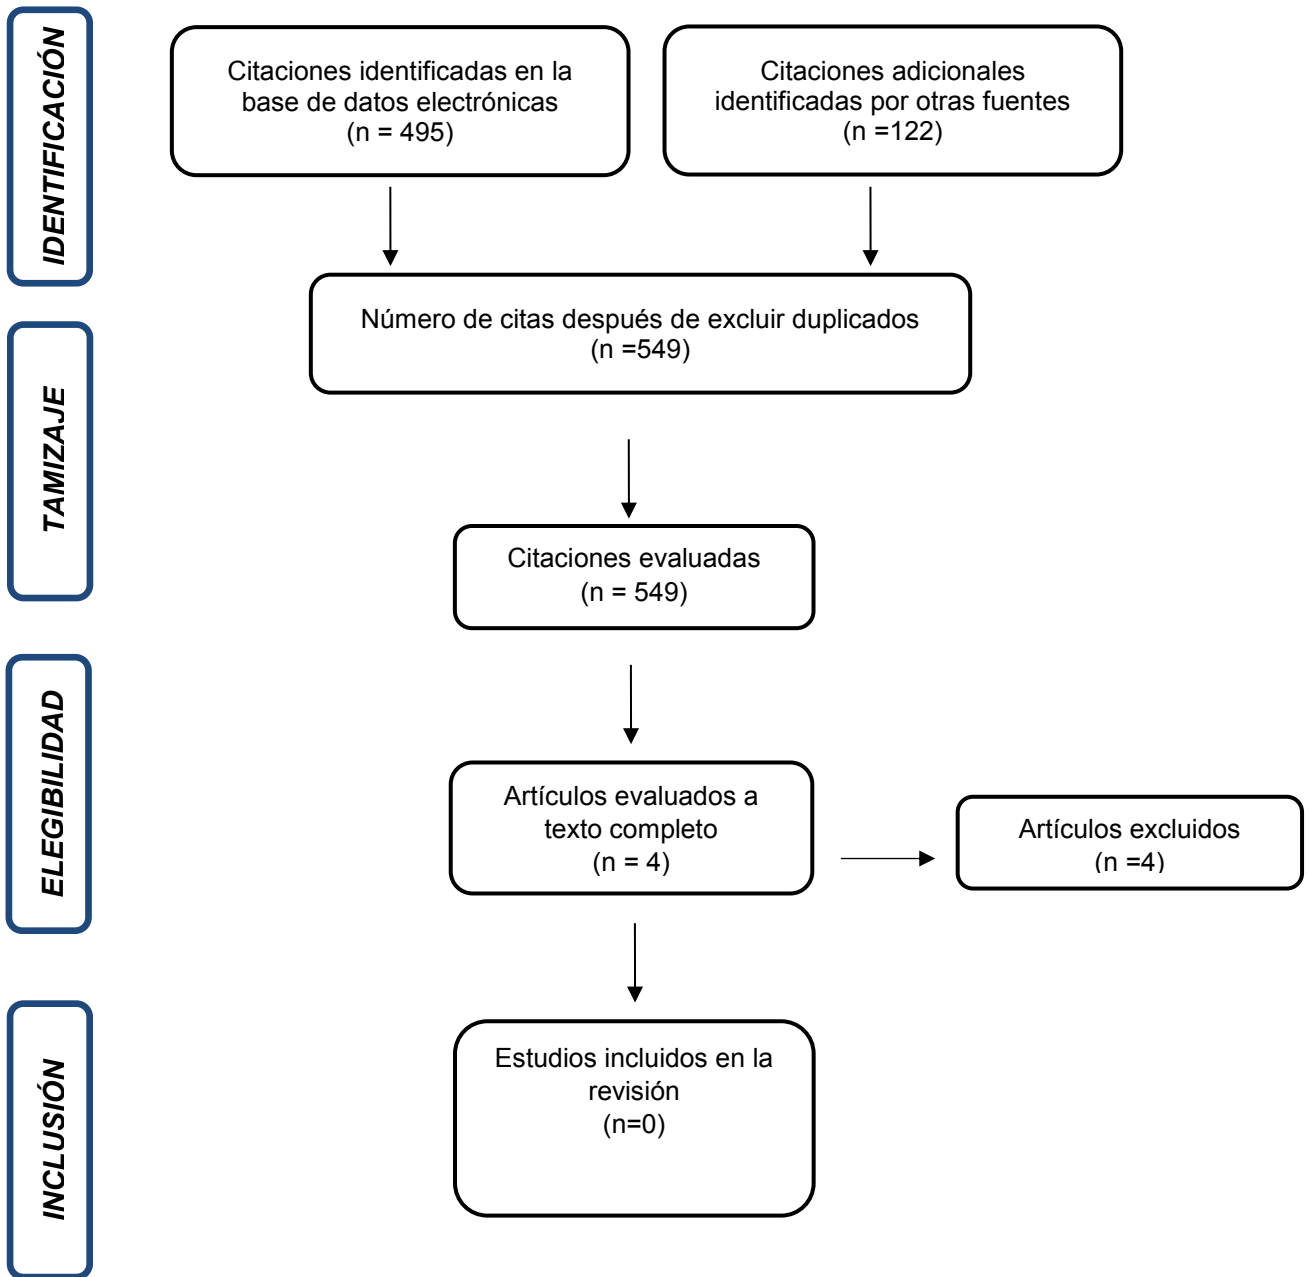 IDENTIFICACIÓN
Citaciones identificadas en la
base de datos electrónicas
(n = 495)
Citaciones adicionales
identificadas por otras fuentes
(n =122)
Número de citas después de excluir duplicados
(n =549)
TAMIZAJE
Citaciones evaluadas
(n = 549)
ELEGIBILIDAD
Artículos evaluados a
texto completo
(n = 4)
Artículos excluidos
(n =4)
INCLUSIÓN
Estudios incluidos en la
revisión
(n=0)